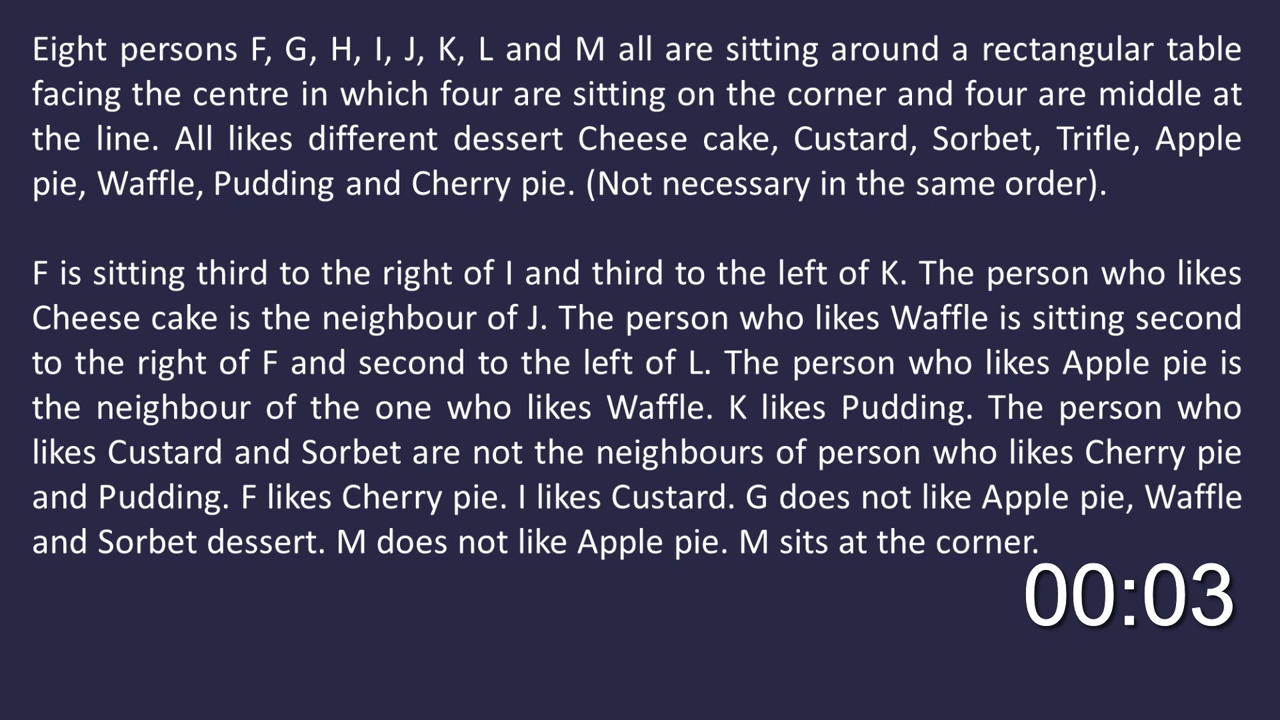 Eight persons F, G, H, I, J, K, L and M all are sitting around a rectangular table
facing the centre in which four are sitting on the corner and four are middle at
the line. All likes different dessert Cheese cake, Custard, Sorbet, Trifle, Apple
pie, Waffle, Pudding and Cherry pie. (Not necessary in the same order).
F is sitting third to the right of I and third to the left of K. The person who likes
Cheese cake is the neighbour of J. The person who likes Waffle is sitting second
to the right of F and second to the left of L. The person who likes Apple pie is
the neighbour of the one who likes Waffle. K likes Pudding. The person who
likes Custard and Sorbet are not the neighbours of person who likes Cherry pie
and Pudding. F likes Cherry pie. I likes Custard. G does not like Apple pie, Waffle
and Sorbet dessert. M does not like Apple pie. M sits at the corner.
00:03